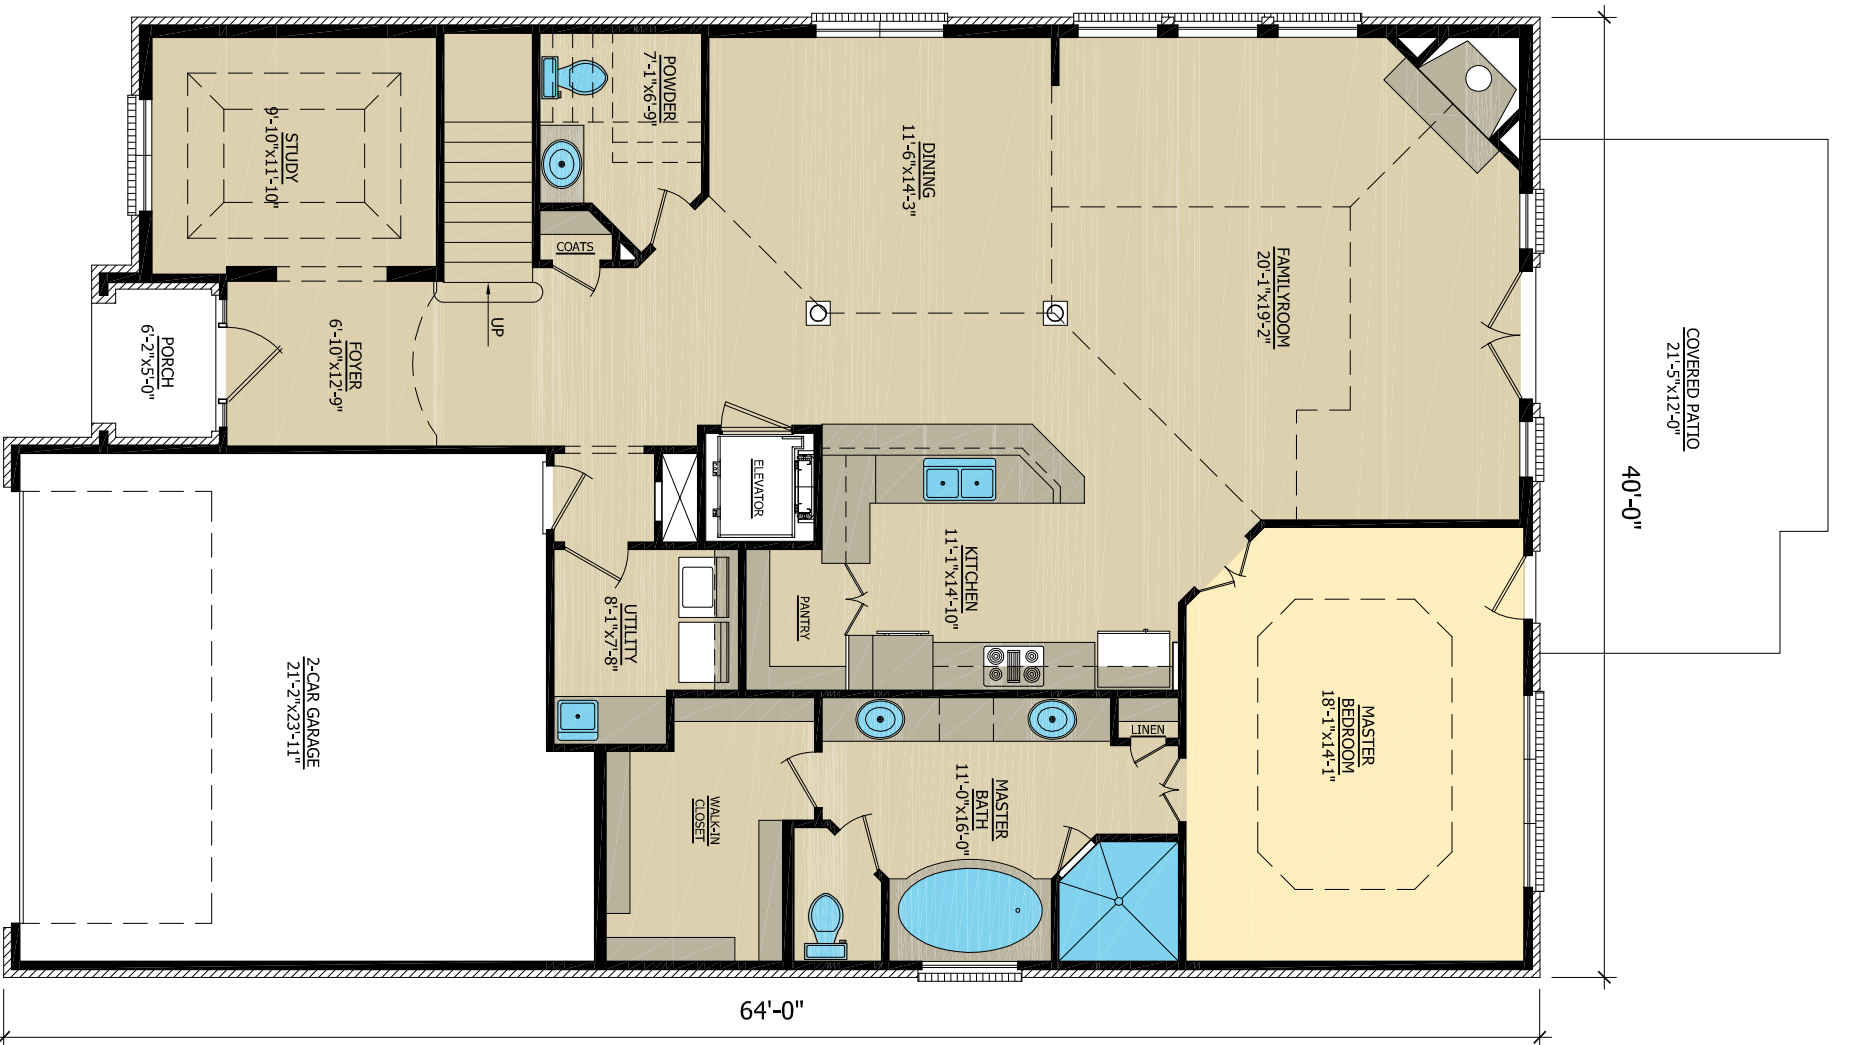 POWDER
7'-1"x6'-9"
STUDY
9'-10"x11'-10"
DINING
11'-6"x14'-3"
COATS
FAMILYROOM
20'-1"x19'-2"
COVERED PATIO
21'-5"x12'-0"
UP
PORCH
6'-2"x5'-0"
FOYER
6'-10"x12'-9"
40'-0"
ELEVATOR
KITCHEN
11'-1"x14'-10"
PANTRY
UTILITY
8'-1"x7'-8"
2-CAR GARAGE
21'-2"x23'-11"
MASTER
BEDROOM
18'-1"x14'-1"
LINEN
WALK-IN
CLOSET
MASTER
BATH
11'-0"x16'-0"
64'-0"